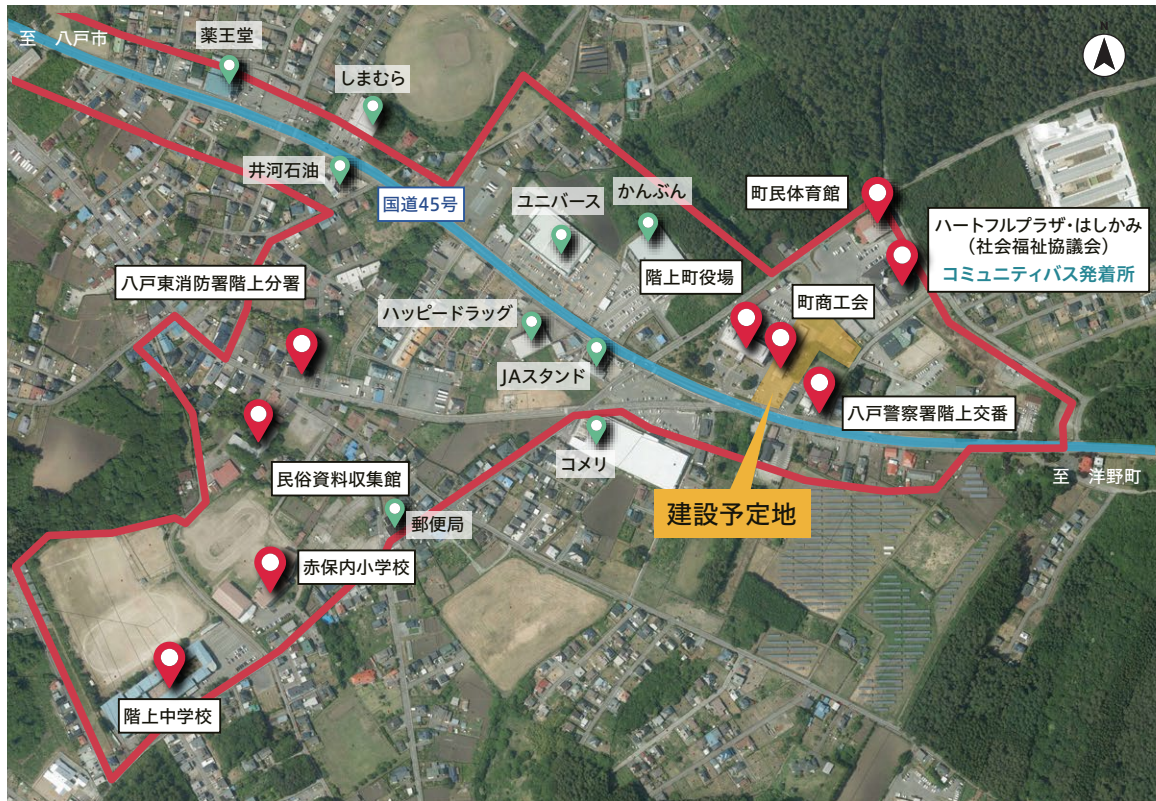 至 八戸市
薬王堂
N
しまむら
井河石油
国道45号
ユニバース
かんぶん
町民体育館
ハートフルプラザ・はしかみ
（社会福祉協議会）
コミュニティバス発着所
八戸東消防署階上分署
階上町役場
町商工会
ハッピードラッグ
JAスタンド
八戸警察署階上交番
コメリ
至 洋野町
民俗資料収集館
建設予定地
郵便局
赤保内小学校
階上中学校